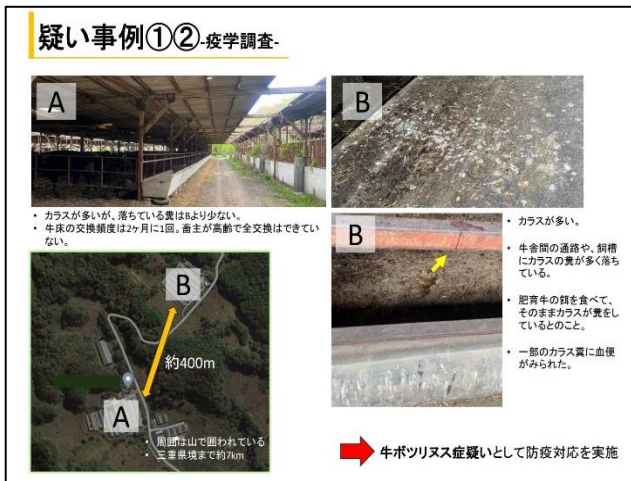 疑い事例①②-疫学調査-
A
B
・ カラスが多いが、落ちている糞はBより少ない。
・ 牛床の交換頻度は2ヶ月に1回。畜主が高齢で全交換はできてい
ない。
B
・ カラスが多い。
・ 牛舎間の通路や、飼槽
にカラスの糞が多く落ち
ている。
・ 肥育牛の餌を食べて、
そのままカラスが糞をし
ているとのこと。
・ 一部のカラス糞に血便
がみられた。
B
約400m
A
・ 周囲は山で囲われている
・ 三重県境まで約7km
牛ボツリヌス症疑いとして防疫対応を実施